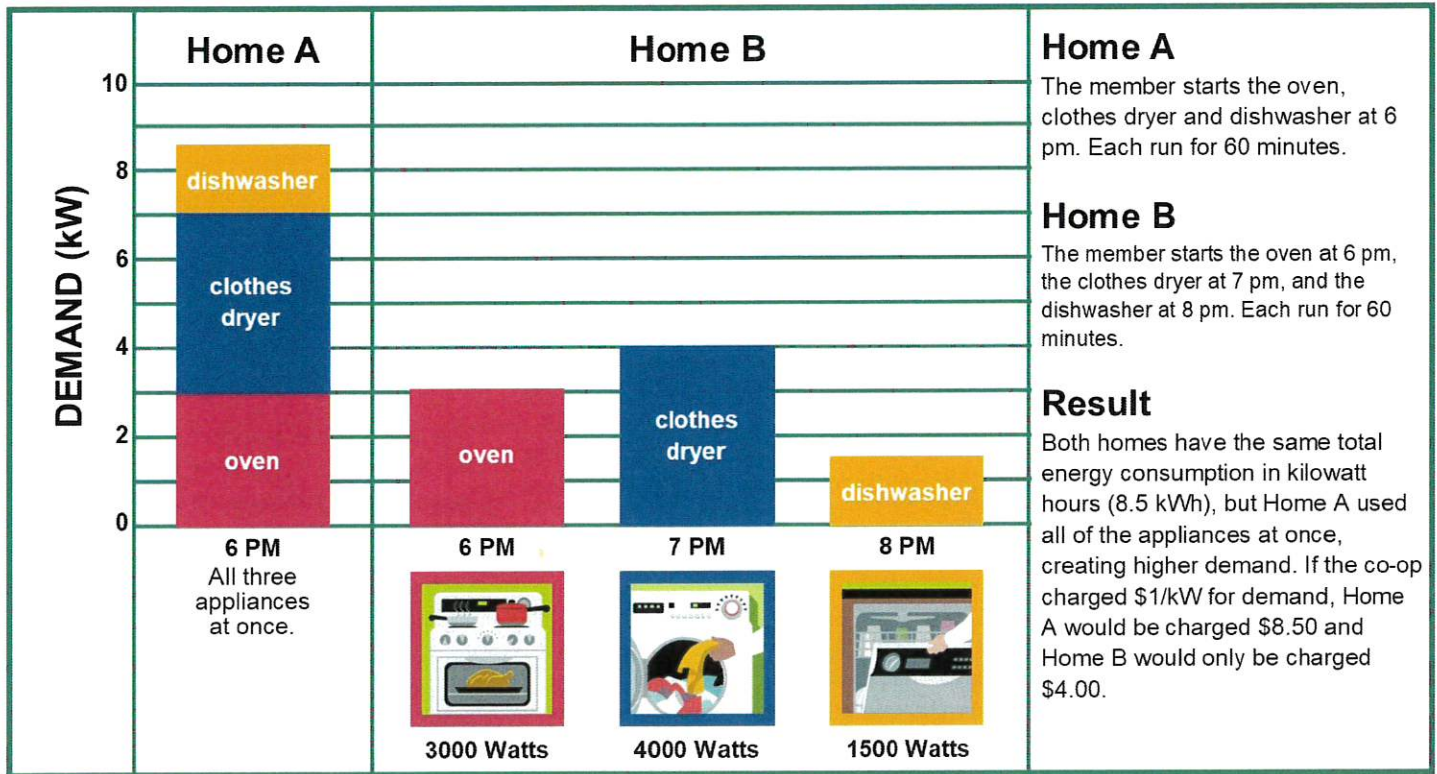 Home A
Home B
DEMAND (kW)
10
8
6
4
2
0
dishwasher
clothes
dryer
oven
6 PM
All three
appliances
at once.
oven
6 PM
3000 Watts
clothes
dryer
7 PM
4000 Watts
dishwasher
8 PM
1500 Watts
Home A
The member starts the oven,
clothes dryer and dishwasher at 6
pm. Each run for 60 minutes.
Home B
The member starts the oven at 6 pm,
the clothes dryer at 7 pm, and the
dishwasher at 8 pm. Each run for 60
minutes.
Result
Both homes have the same total
energy consumption in kilowatt
hours (8.5 kWh), but Home A used
all of the appliances at once,
creating higher demand. If the co-op
charged $1/kW for demand, Home
A would be charged $8.50 and
Home B would only be charged
$4.00.